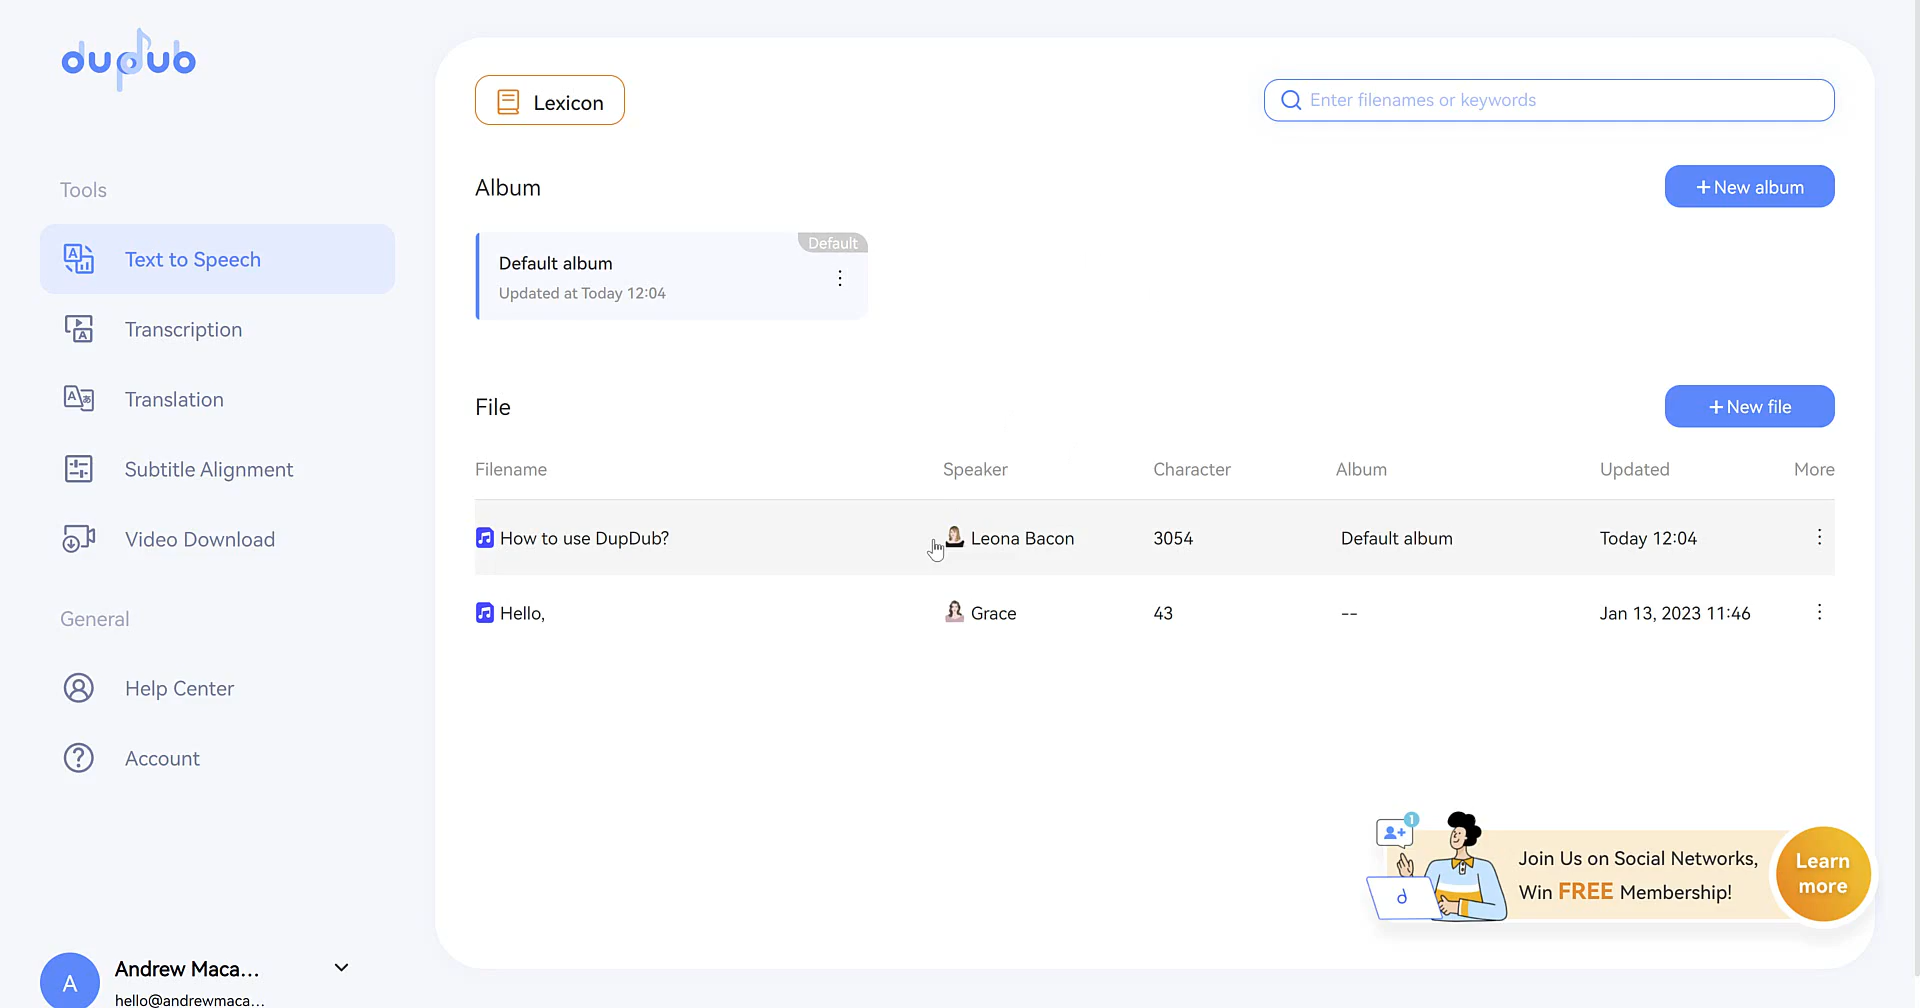 dupdub
Lexicon
Enter filenames or keywords
Tools
Album
+ New album
Text to Speech
Default
Default album
Updated at Today 12:04
Transcription
Translation
File
+ New file
Subtitle Alignment
Filename Speaker Character Album Updated More
Video Download
How to use DupDub? Leona Bacon 3054 Default album Today 12:04
General
Hello, Grace 43 -- Jan 13, 2023 11:46
Help Center
Account
1
d
Join Us on Social Networks,
Win FREE Membership!
Learn
more
A
Andrew Maca...
hello@andrewmaca...